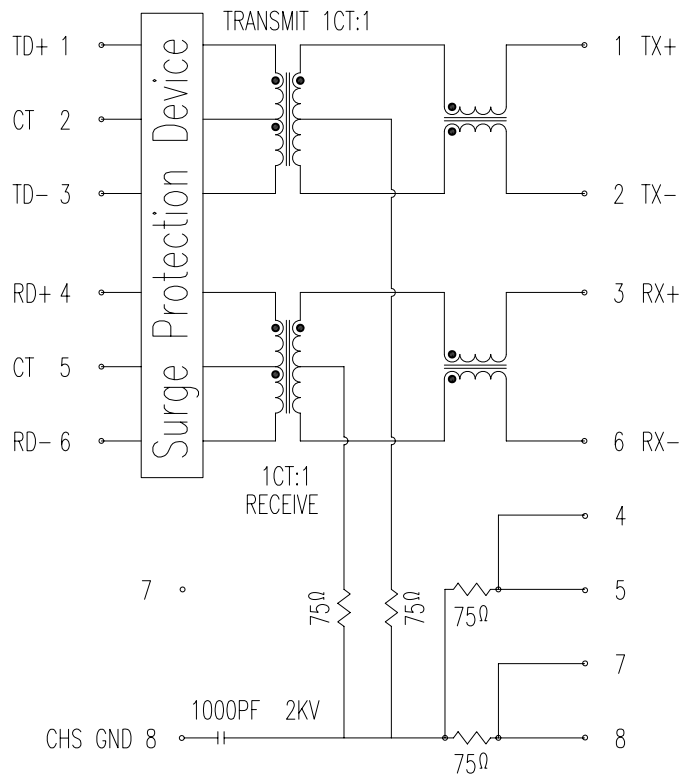 TRANSMIT 1CT:1
TD+ 1
1 TX+
CT 2
TD- 3
2 TX-
Surge Protection Device
RD+ 4
3 RX+
CT 5
RD- 6
6 RX-
1CT:1
RECEIVE
4
7
5
75Ω
75Ω
75Ω
7
1000PF 2KV
CHS GND 8
8
75Ω